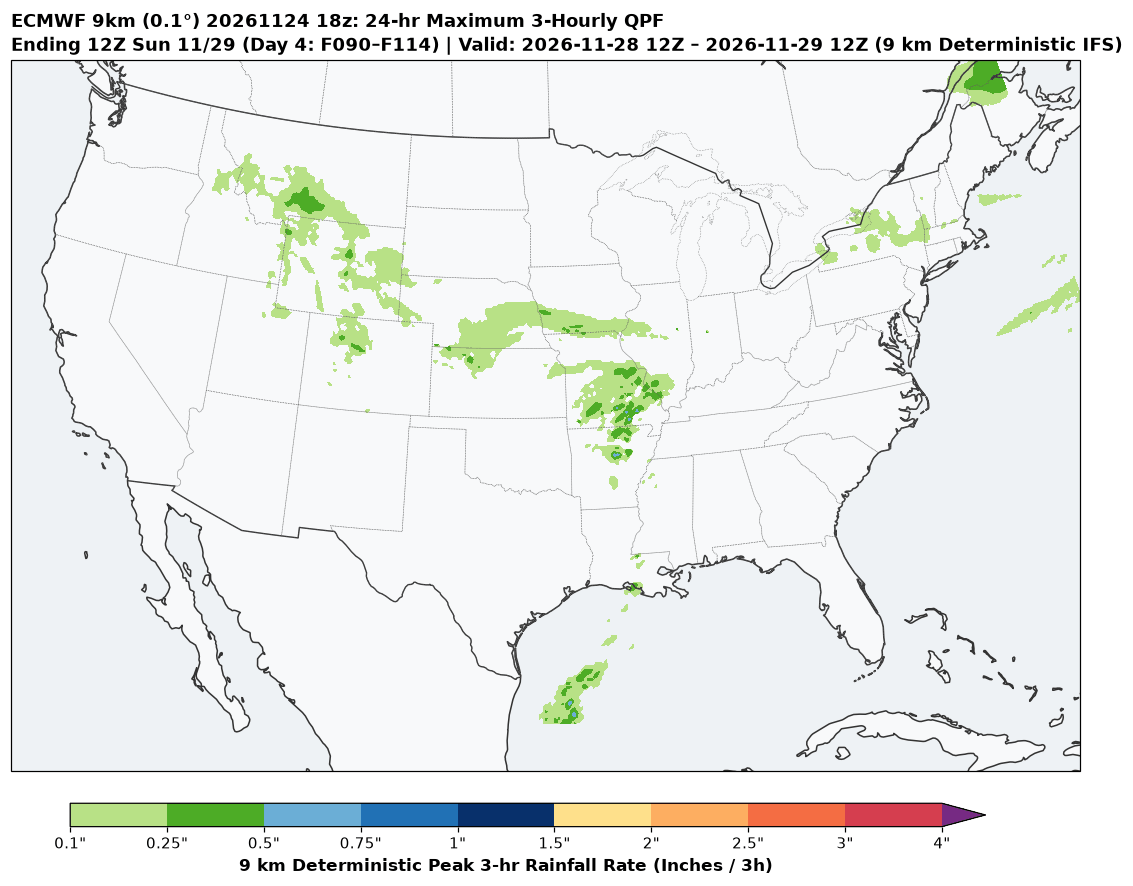 ECMWF 9km (0.1°) 20261124 18z: 24-hr Maximum 3-Hourly QPF
Ending 12Z Sun 11/29 (Day 4: F090–F114) | Valid: 2026-11-28 12Z – 2026-11-29 12Z (9 km Deterministic IFS)
0.1" 0.25" 0.5" 0.75" 1" 1.5" 2" 2.5" 3" 4"
9 km Deterministic Peak 3-hr Rainfall Rate (Inches / 3h)